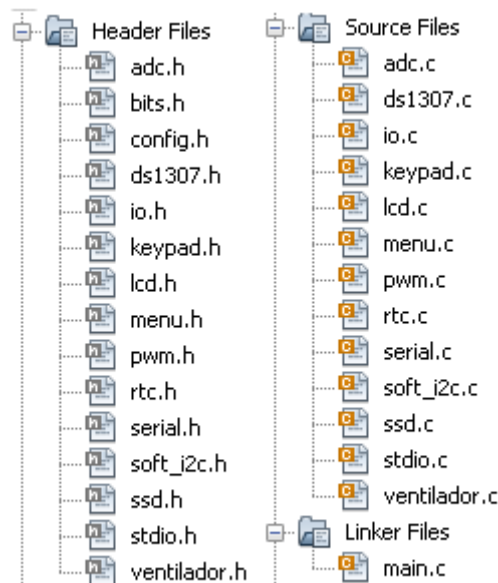 Header Files
adc.h
bits.h
config.h
ds1307.h
io.h
keypad.h
lcd.h
menu.h
pwm.h
rtc.h
serial.h
soft_i2c.h
ssd.h
stdio.h
ventilador.h
Source Files
adc.c
ds1307.c
io.c
keypad.c
lcd.c
menu.c
pwm.c
rtc.c
serial.c
soft_i2c.c
ssd.c
stdio.c
ventilador.c
Linker Files
main.c